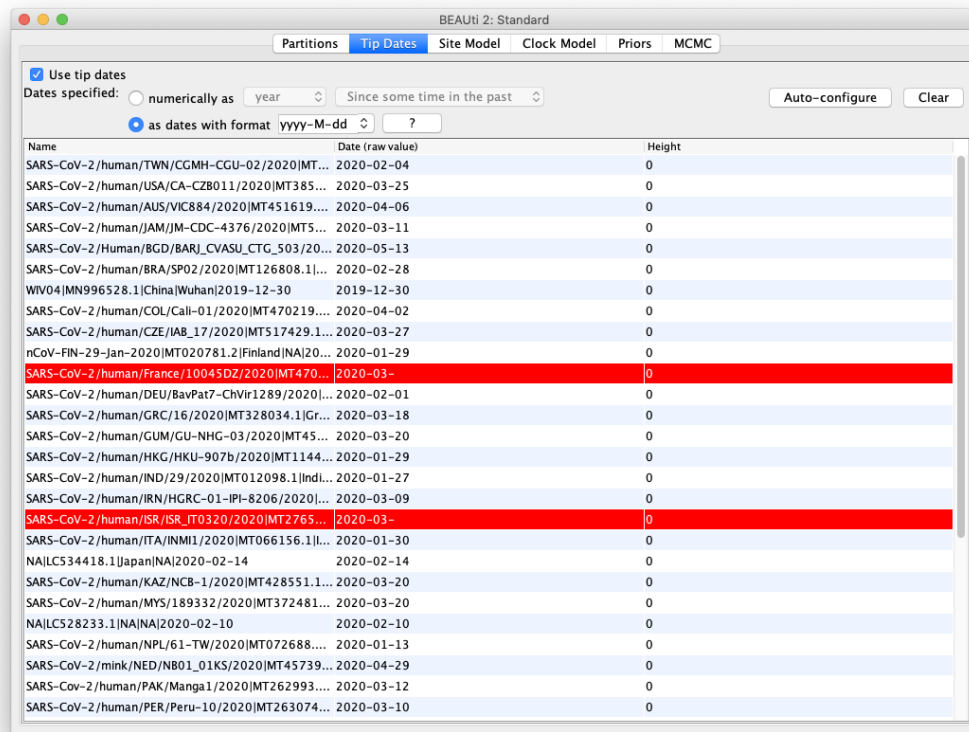 BEAUti 2: Standard
Partitions Tip Dates Site Model Clock Model Priors MCMC
Use tip dates
Dates specified: numerically as year Since some time in the past Auto-configure Clear
as dates with format yyyy-M-dd ?
Name Date (raw value) Height
SARS-CoV-2/human/TWN/CGMH-CGU-02/2020|MT... 2020-02-04 0
SARS-CoV-2/human/USA/CA-CZB011/2020|MT385... 2020-03-25 0
SARS-CoV-2/human/AUS/VIC884/2020|MT451619.... 2020-04-06 0
SARS-CoV-2/human/JAM/JM-CDC-4376/2020|MT5... 2020-03-11 0
SARS-CoV-2/Human/BGD/BARJ_CVASU_CTG_503/20... 2020-05-13 0
SARS-CoV-2/human/BRA/SP02/2020|MT126808.1|... 2020-02-28 0
WIV04|MN996528.1|China|Wuhan|2019-12-30 2019-12-30 0
SARS-CoV-2/human/COL/Cali-01/2020|MT470219.... 2020-04-02 0
SARS-CoV-2/human/CZE/IAB_17/2020|MT517429.1... 2020-03-27 0
nCoV-FIN-29-Jan-2020|MT020781.2|Finland|NA|20... 2020-01-29 0
SARS-CoV-2/human/France/10045DZ/2020|MT470... 2020-03- 0
SARS-CoV-2/human/DEU/BavPat7-ChVir1289/2020|... 2020-02-01 0
SARS-CoV-2/human/GRC/16/2020|MT328034.1|Gr... 2020-03-18 0
SARS-CoV-2/human/GUM/GU-NHG-03/2020|MT45... 2020-03-20 0
SARS-CoV-2/human/HKG/HKU-907b/2020|MT1144... 2020-01-29 0
SARS-CoV-2/human/IND/29/2020|MT012098.1|Indi... 2020-01-27 0
SARS-CoV-2/human/IRN/HGRC-01-IPI-8206/2020|... 2020-03-09 0
SARS-CoV-2/human/ISR/ISR_IT0320/2020|MT2765... 2020-03- 0
SARS-CoV-2/human/ITA/INMI1/2020|MT066156.1|I... 2020-01-30 0
NA|LC534418.1|Japan|NA|2020-02-14 2020-02-14 0
SARS-CoV-2/human/KAZ/NCB-1/2020|MT428551.1... 2020-03-20 0
SARS-CoV-2/human/MYS/189332/2020|MT372481... 2020-03-20 0
NA|LC528233.1|NA|NA|2020-02-10 2020-02-10 0
SARS-CoV-2/human/NPL/61-TW/2020|MT072688.... 2020-01-13 0
SARS-CoV-2/mink/NED/NB01_01KS/2020|MT45739... 2020-04-29 0
SARS-Cov-2/human/PAK/Manga1/2020|MT262993.... 2020-03-12 0
SARS-CoV-2/human/PER/Peru-10/2020|MT263074... 2020-03-10 0